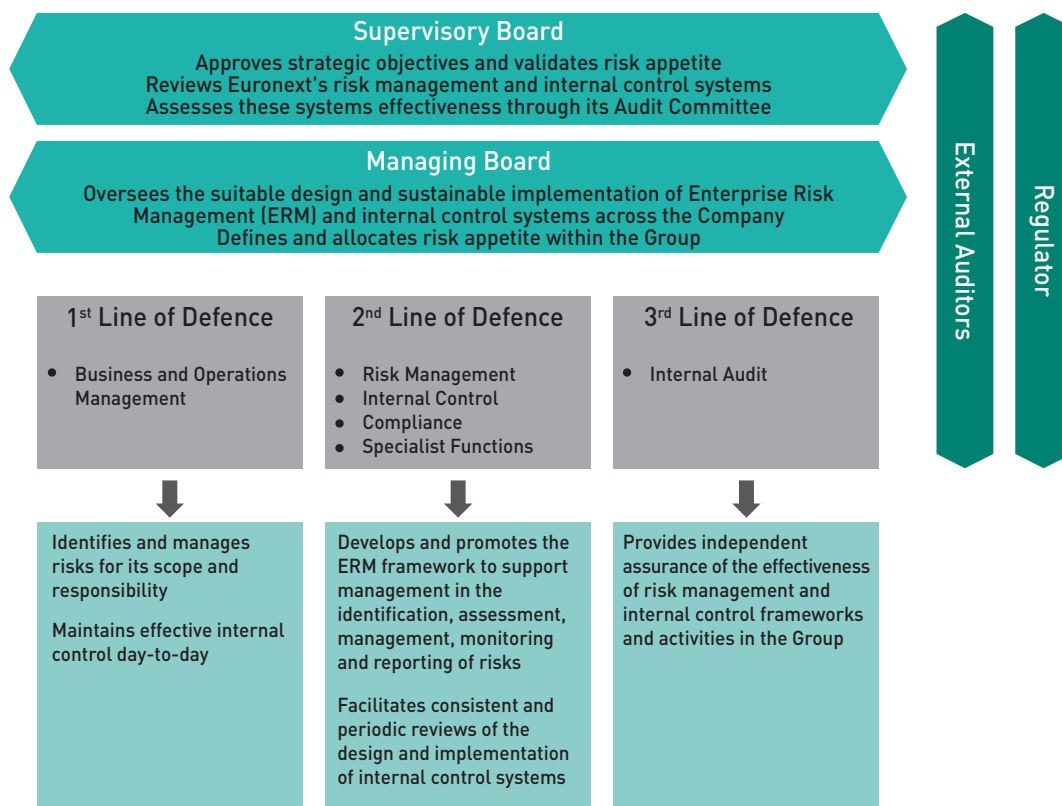 Supervisory Board
Approves strategic objectives and validates risk appetite
Reviews Euronext's risk management and internal control systems
Assesses these systems effectiveness through its Audit Committee
Managing Board
Oversees the suitable design and sustainable implementation of Enterprise Risk
Management (ERM) and internal control systems across the Company
Defines and allocates risk appetite within the Group
External Auditors
Regulator
1st Line of Defence
• Business and Operations
Management
2nd Line of Defence
• Risk Management
• Internal Control
• Compliance
• Specialist Functions
3rd Line of Defence
• Internal Audit
Identifies and manages
risks for its scope and
responsibility
Maintains effective internal
control day-to-day
Develops and promotes the
ERM framework to support
management in the
identification, assessment,
management, monitoring
and reporting of risks
Facilitates consistent and
periodic reviews of the
design and implementation
of internal control systems
Provides independent
assurance of the effectiveness
of risk management and
internal control frameworks
and activities in the Group